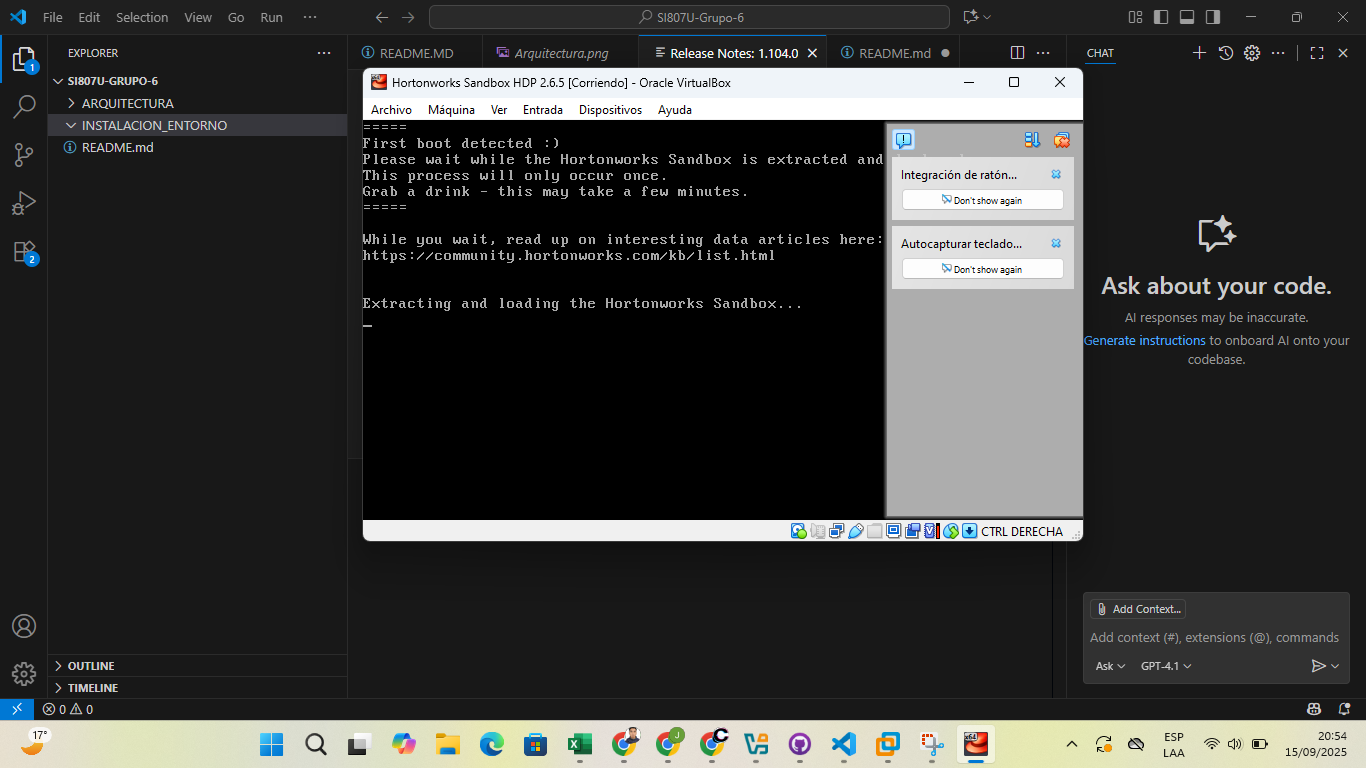 File Edit Selection View Go Run ···
SI807U-Grupo-6
EXPLORER
SI807U-GRUPO-6
ARQUITECTURA
INSTALACION_ENTORNO
README.md
OUTLINE
TIMELINE
README.MD
Arquitectura.png
Release Notes: 1.104.0
README.md
Hortonworks Sandbox HDP 2.6.5 [Corriendo] - Oracle VirtualBox
Archivo Máquina Ver Entrada Dispositivos Ayuda
=====
First boot detected :)
Please wait while the Hortonworks Sandbox is extracted and
This process will only occur once.
Grab a drink - this may take a few minutes.
=====
While you wait, read up on interesting data articles here:
https://community.hortonworks.com/kb/list.html
Extracting and loading the Hortonworks Sandbox...
Integración de ratón...
Don't show again
Autocapturar teclado...
Don't show again
CTRL DERECHA
CHAT
Ask about your code.
AI responses may be inaccurate.
Generate instructions to onboard AI onto your
codebase.
Add Context...
Add context (#), extensions (@), commands
Ask GPT-4.1
1
2
0 0
17°
ESP
LAA
20:54
15/09/2025